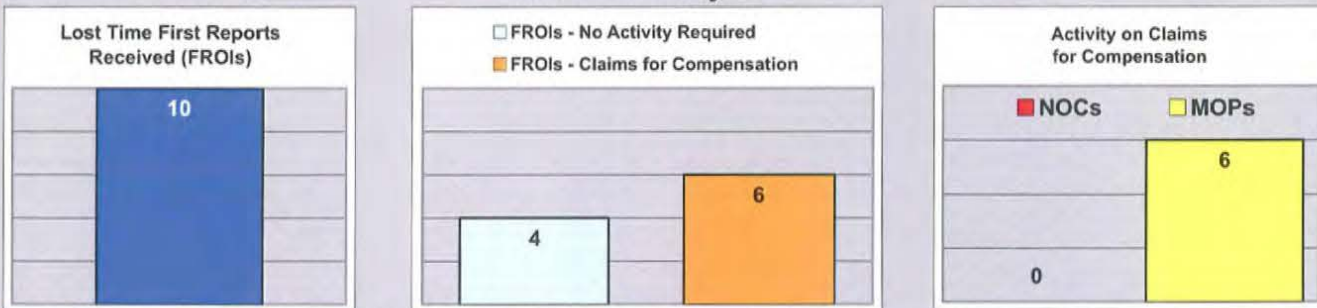 Lost Time First Reports
Received (FROIs)
10
FROIs - No Activity Required
FROIs - Claims for Compensation
4
6
Activity on Claims
for Compensation
NOCs MOPs
6
0